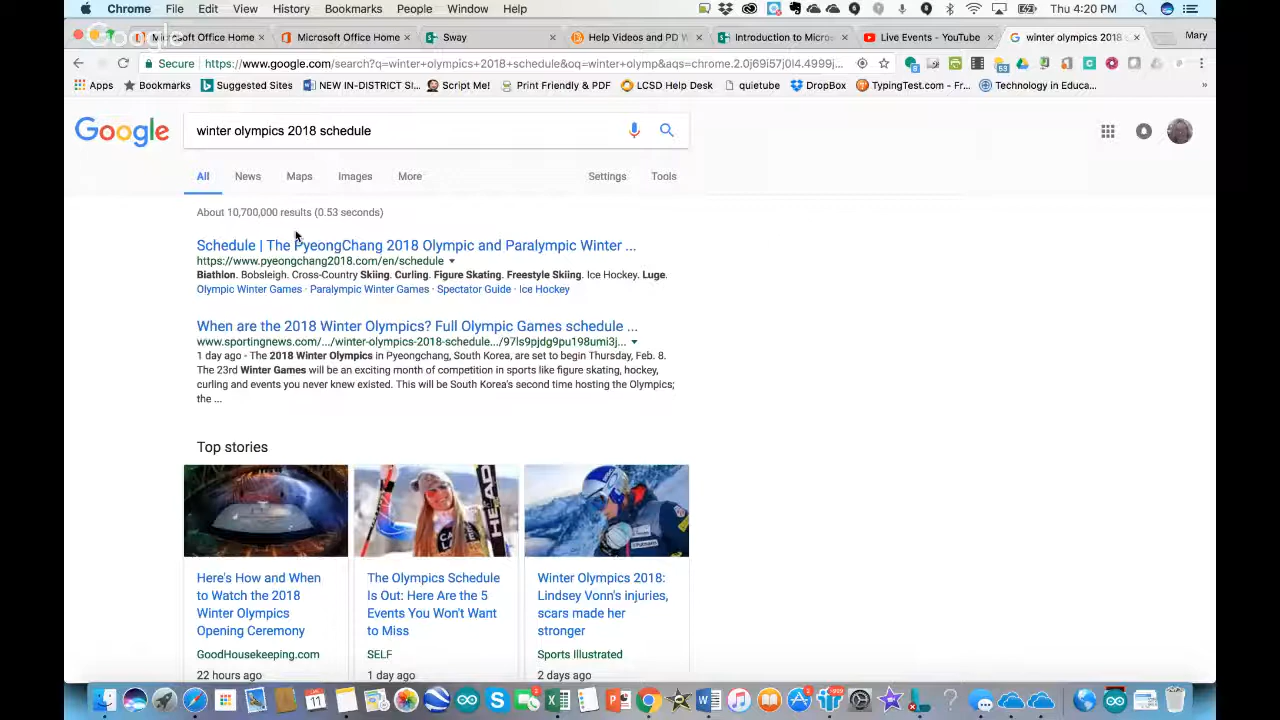 Chrome File Edit View History Bookmarks People Window Help Thu 4:20 PM
Google
Microsoft Office Home Microsoft Office Home Sway Help Videos and PD W Introduction to Micros Live Events - YouTube winter olympics 2018 s Mary
Secure https://www.google.com/search?q=winter+olympics+2018+schedule&oq=winter+olymp&aqs=chrome.2.0j69i57j0l4.4999j...
Apps Bookmarks Suggested Sites NEW IN-DISTRICT SI... Script Me! Print Friendly & PDF LCSD Help Desk quietube DropBox TypingTest.com - Fr... Technology in Educa... »
Google winter olympics 2018 schedule
All News Maps Images More Settings Tools
About 10,700,000 results (0.53 seconds)
Schedule | The PyeongChang 2018 Olympic and Paralympic Winter ...
https://www.pyeongchang2018.com/en/schedule
Biathlon. Bobsleigh. Cross-Country Skiing. Curling. Figure Skating. Freestyle Skiing. Ice Hockey. Luge.
Olympic Winter Games · Paralympic Winter Games · Spectator Guide · Ice Hockey
When are the 2018 Winter Olympics? Full Olympic Games schedule ...
www.sportingnews.com/.../winter-olympics-2018-schedule.../97ls9pjdg9pu198umi3j...
1 day ago - The 2018 Winter Olympics in Pyeongchang, South Korea, are set to begin Thursday, Feb. 8.
The 23rd Winter Games will be an exciting month of competition in sports like figure skating, hockey,
curling and events you never knew existed. This will be South Korea's second time hosting the Olympics;
the ...
Top stories
CALI
HEAD
Here's How and When
to Watch the 2018
Winter Olympics
Opening Ceremony
GoodHousekeeping.com
22 hours ago
The Olympics Schedule
Is Out: Here Are the 5
Events You Won't Want
to Miss
SELF
1 day ago
Winter Olympics 2018:
Lindsey Vonn's injuries,
scars made her
stronger
Sports Illustrated
2 days ago
11